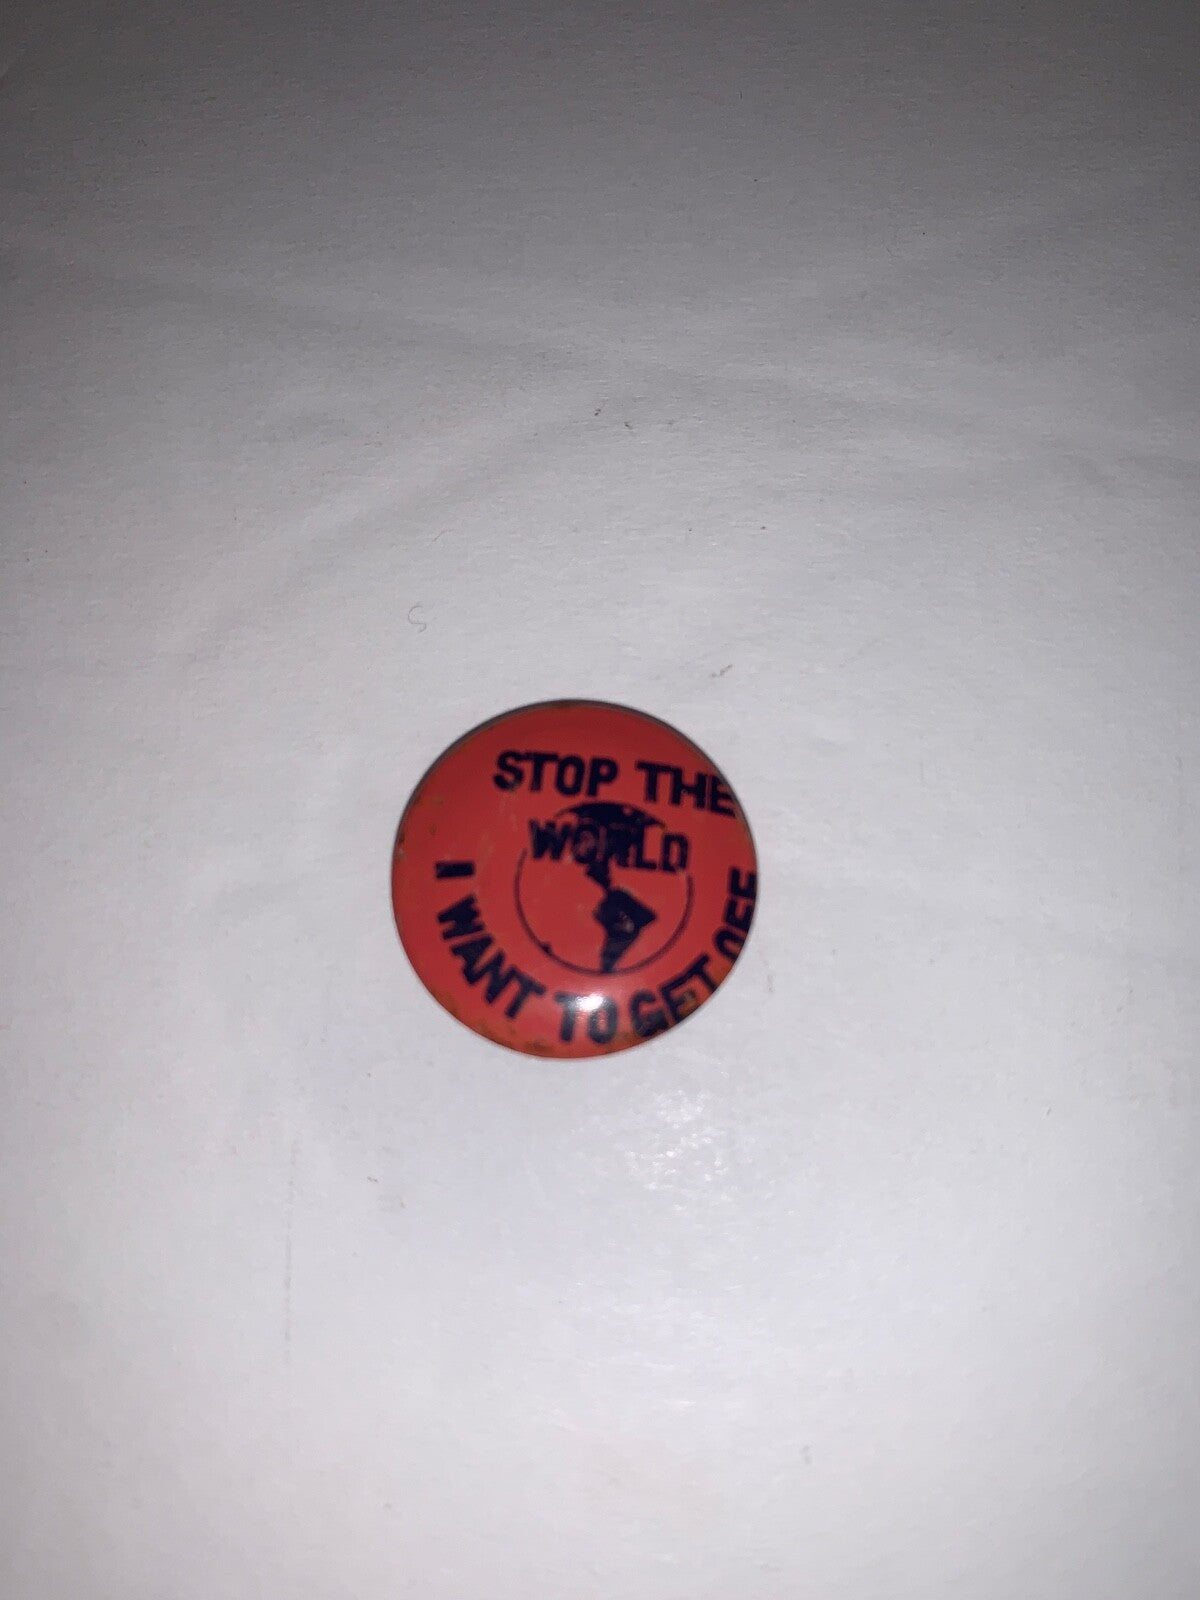 STOP THE
WORLD
I WANT TO GET OFF